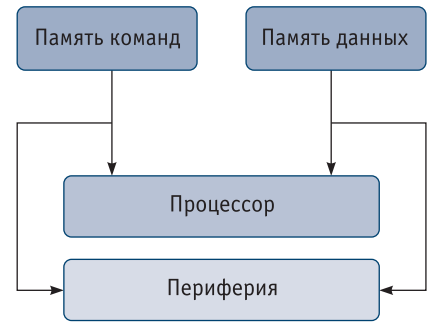 Память команд
Память данных
Процессор
Периферия